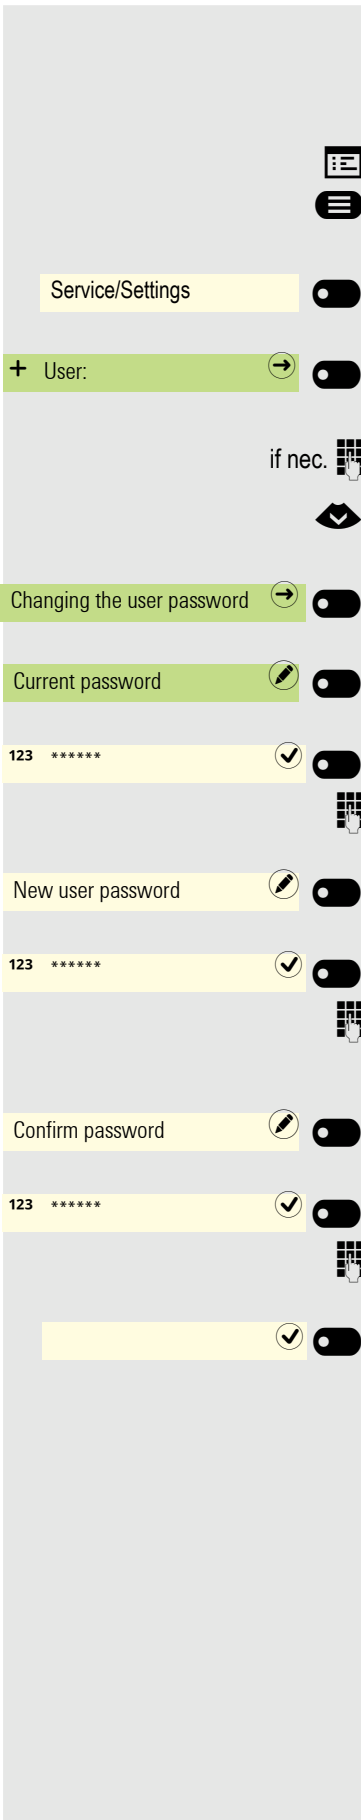 Service/Settings
+ User:
if nec.
Changing the user password
Current password
123 ******
New user password
123 ******
Confirm password
123 ******